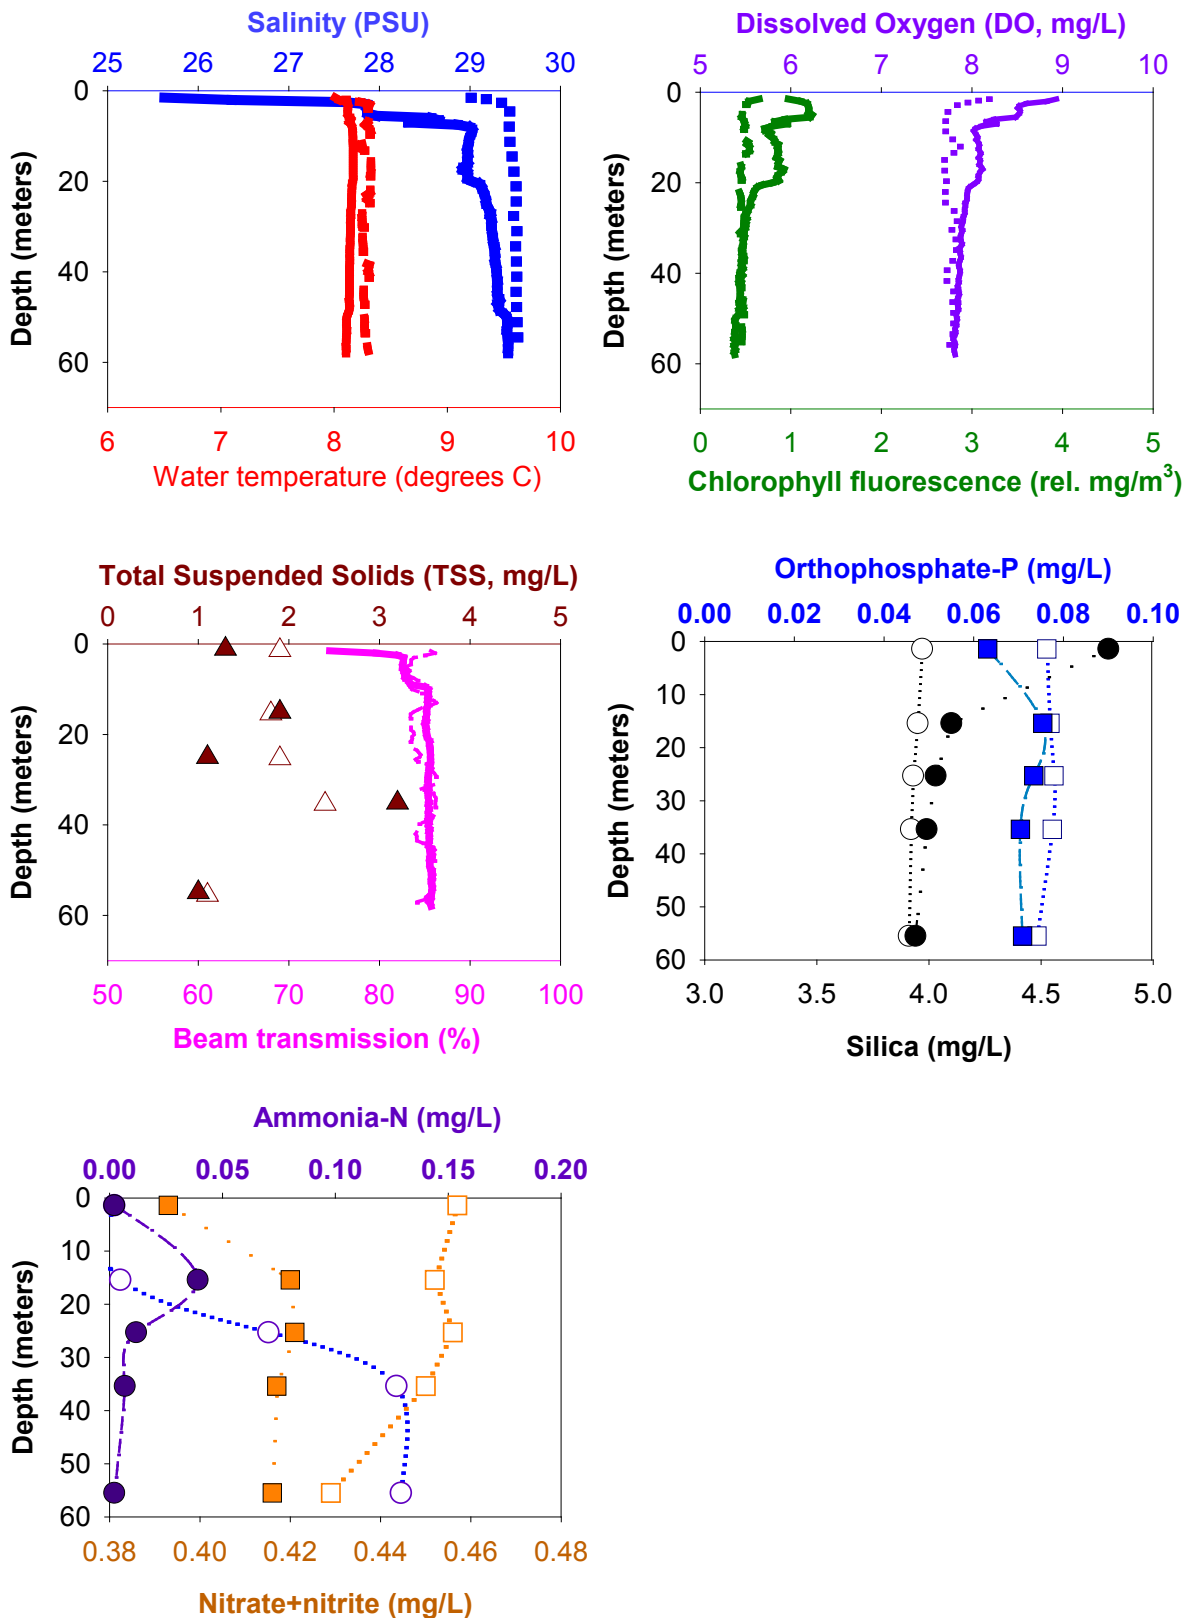 Salinity (PSU)
25 26 27 28 29 30
0
20
40
60
Depth (meters)
6 7 8 9 10
Water temperature (degrees C)
Dissolved Oxygen (DO, mg/L)
5 6 7 8 9 10
0
20
40
60
Depth (meters)
0 1 2 3 4 5
Chlorophyll fluorescence (rel. mg/m³)
Total Suspended Solids (TSS, mg/L)
0 1 2 3 4 5
0
20
40
60
Depth (meters)
50 60 70 80 90 100
Beam transmission (%)
Orthophosphate-P (mg/L)
0.00 0.02 0.04 0.06 0.08 0.10
0
10
20
30
40
50
60
Depth (meters)
3.0 3.5 4.0 4.5 5.0
Silica (mg/L)
Ammonia-N (mg/L)
0.00 0.05 0.10 0.15 0.20
0
10
20
30
40
50
60
Depth (meters)
0.38 0.40 0.42 0.44 0.46 0.48
Nitrate+nitrite (mg/L)